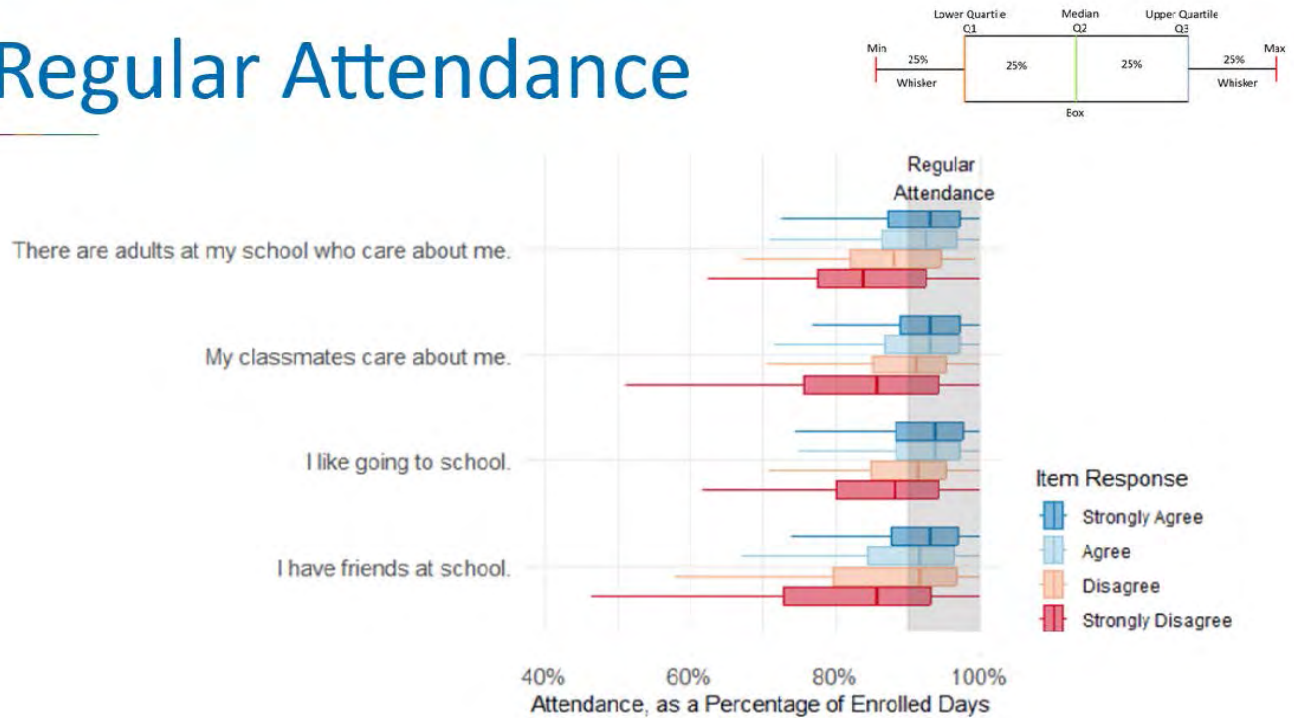 Regular Attendance
Lower Quartile
Median
Upper Quartile
Q1
Q2
Q3
Min
Max
25%
25%
25%
25%
Whisker
Whisker
Box
Regular
Attendance
There are adults at my school who care about me.
My classmates care about me.
I like going to school.
I have friends at school.
Item Response
Strongly Agree
Agree
Disagree
Strongly Disagree
40%
60%
80%
100%
Attendance, as a Percentage of Enrolled Days